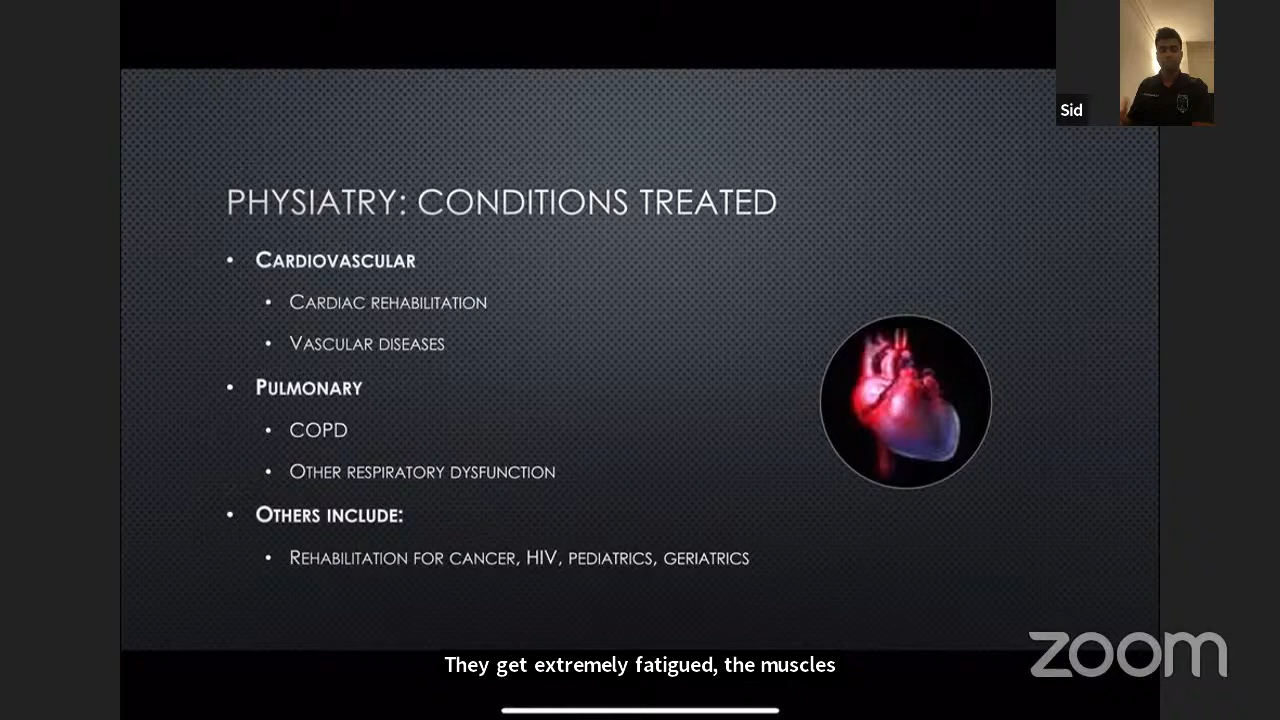 Sid
PHYSIATRY: CONDITIONS TREATED
• CARDIOVASCULAR
• CARDIAC REHABILITATION
• VASCULAR DISEASES
• PULMONARY
• COPD
• OTHER RESPIRATORY DYSFUNCTION
• OTHERS INCLUDE:
• REHABILITATION FOR CANCER, HIV, PEDIATRICS, GERIATRICS
zoom
They get extremely fatigued, the muscles